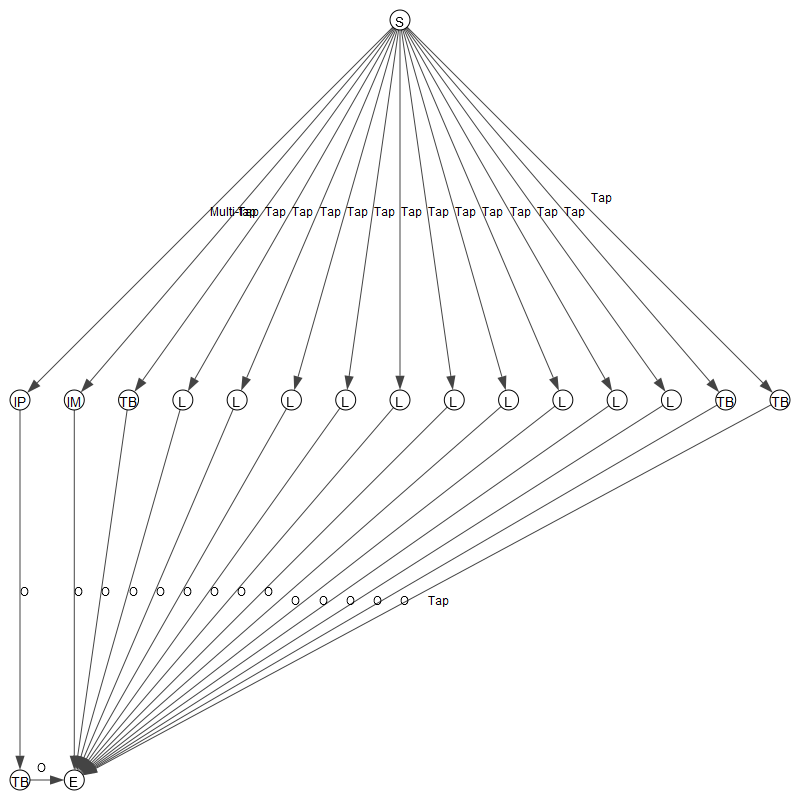 S
Tap
Multi-Tap Tap Tap Tap Tap Tap Tap Tap Tap Tap Tap Tap Tap Tap
IP IM TB L L L L L L L L L L TB TB
O O O O O O O O O
O O O O O Tap
O
TB E